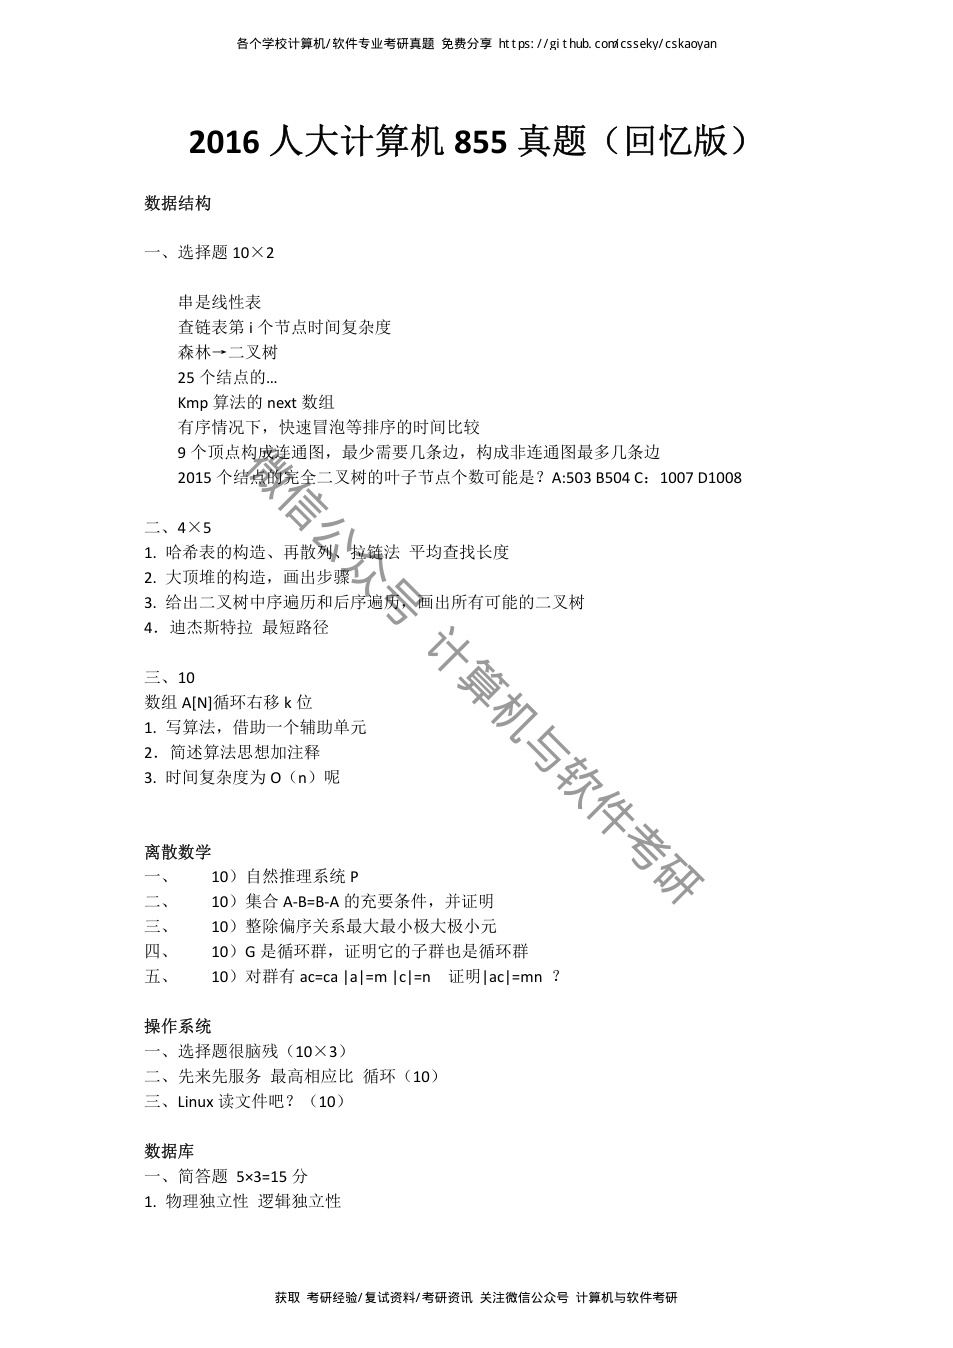 各个学校计算机/软件专业考研真题 免费分享 https://github.com/csseky/cskaoyan
2016 人大计算机 855 真题（回忆版）
数据结构
一、选择题 10×2
串是线性表
查链表第 i 个节点时间复杂度
森林→二叉树
25 个结点的…
Kmp 算法的 next 数组
有序情况下，快速冒泡等排序的时间比较
9 个顶点构成连通图，最少需要几条边，构成非连通图最多几条边
2015 个结点的完全二叉树的叶子节点个数可能是？A:503 B504 C：1007 D1008
二、4×5
1. 哈希表的构造、再散列、拉链法 平均查找长度
2. 大顶堆的构造，画出步骤
3. 给出二叉树中序遍历和后序遍历，画出所有可能的二叉树
4．迪杰斯特拉 最短路径
三、10
数组 A[N]循环右移 k 位
1. 写算法，借助一个辅助单元
2．简述算法思想加注释
3. 时间复杂度为 O（n）呢
离散数学
一、 10）自然推理系统 P
二、 10）集合 A-B=B-A 的充要条件，并证明
三、 10）整除偏序关系最大最小极大极小元
四、 10）G 是循环群，证明它的子群也是循环群
五、 10）对群有 ac=ca |a|=m |c|=n 证明|ac|=mn ？
操作系统
一、选择题很脑残（10×3）
二、先来先服务 最高相应比 循环（10）
三、Linux 读文件吧？（10）
数据库
一、简答题 5×3=15 分
1. 物理独立性 逻辑独立性
微信公众号 计算机与软件考研
获取 考研经验/复试资料/考研资讯 关注微信公众号 计算机与软件考研